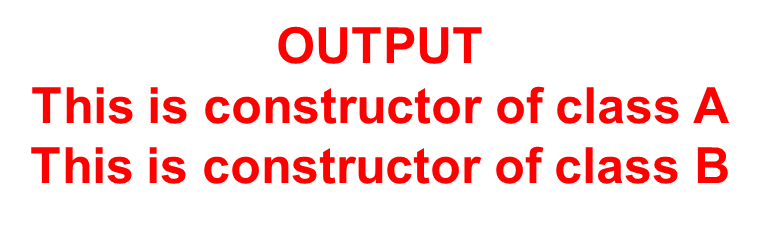 OUTPUT
This is constructor of class A
This is constructor of class B